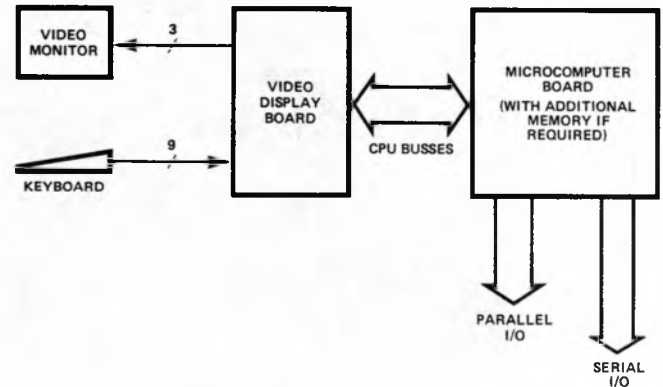 VIDEO
MONITOR
3
VIDEO
DISPLAY
BOARD
9
KEYBOARD
CPU BUSSES
MICROCOMPUTER
BOARD
(WITH ADDITIONAL
MEMORY IF
REQUIRED)
PARALLEL
I/O
SERIAL
I/O